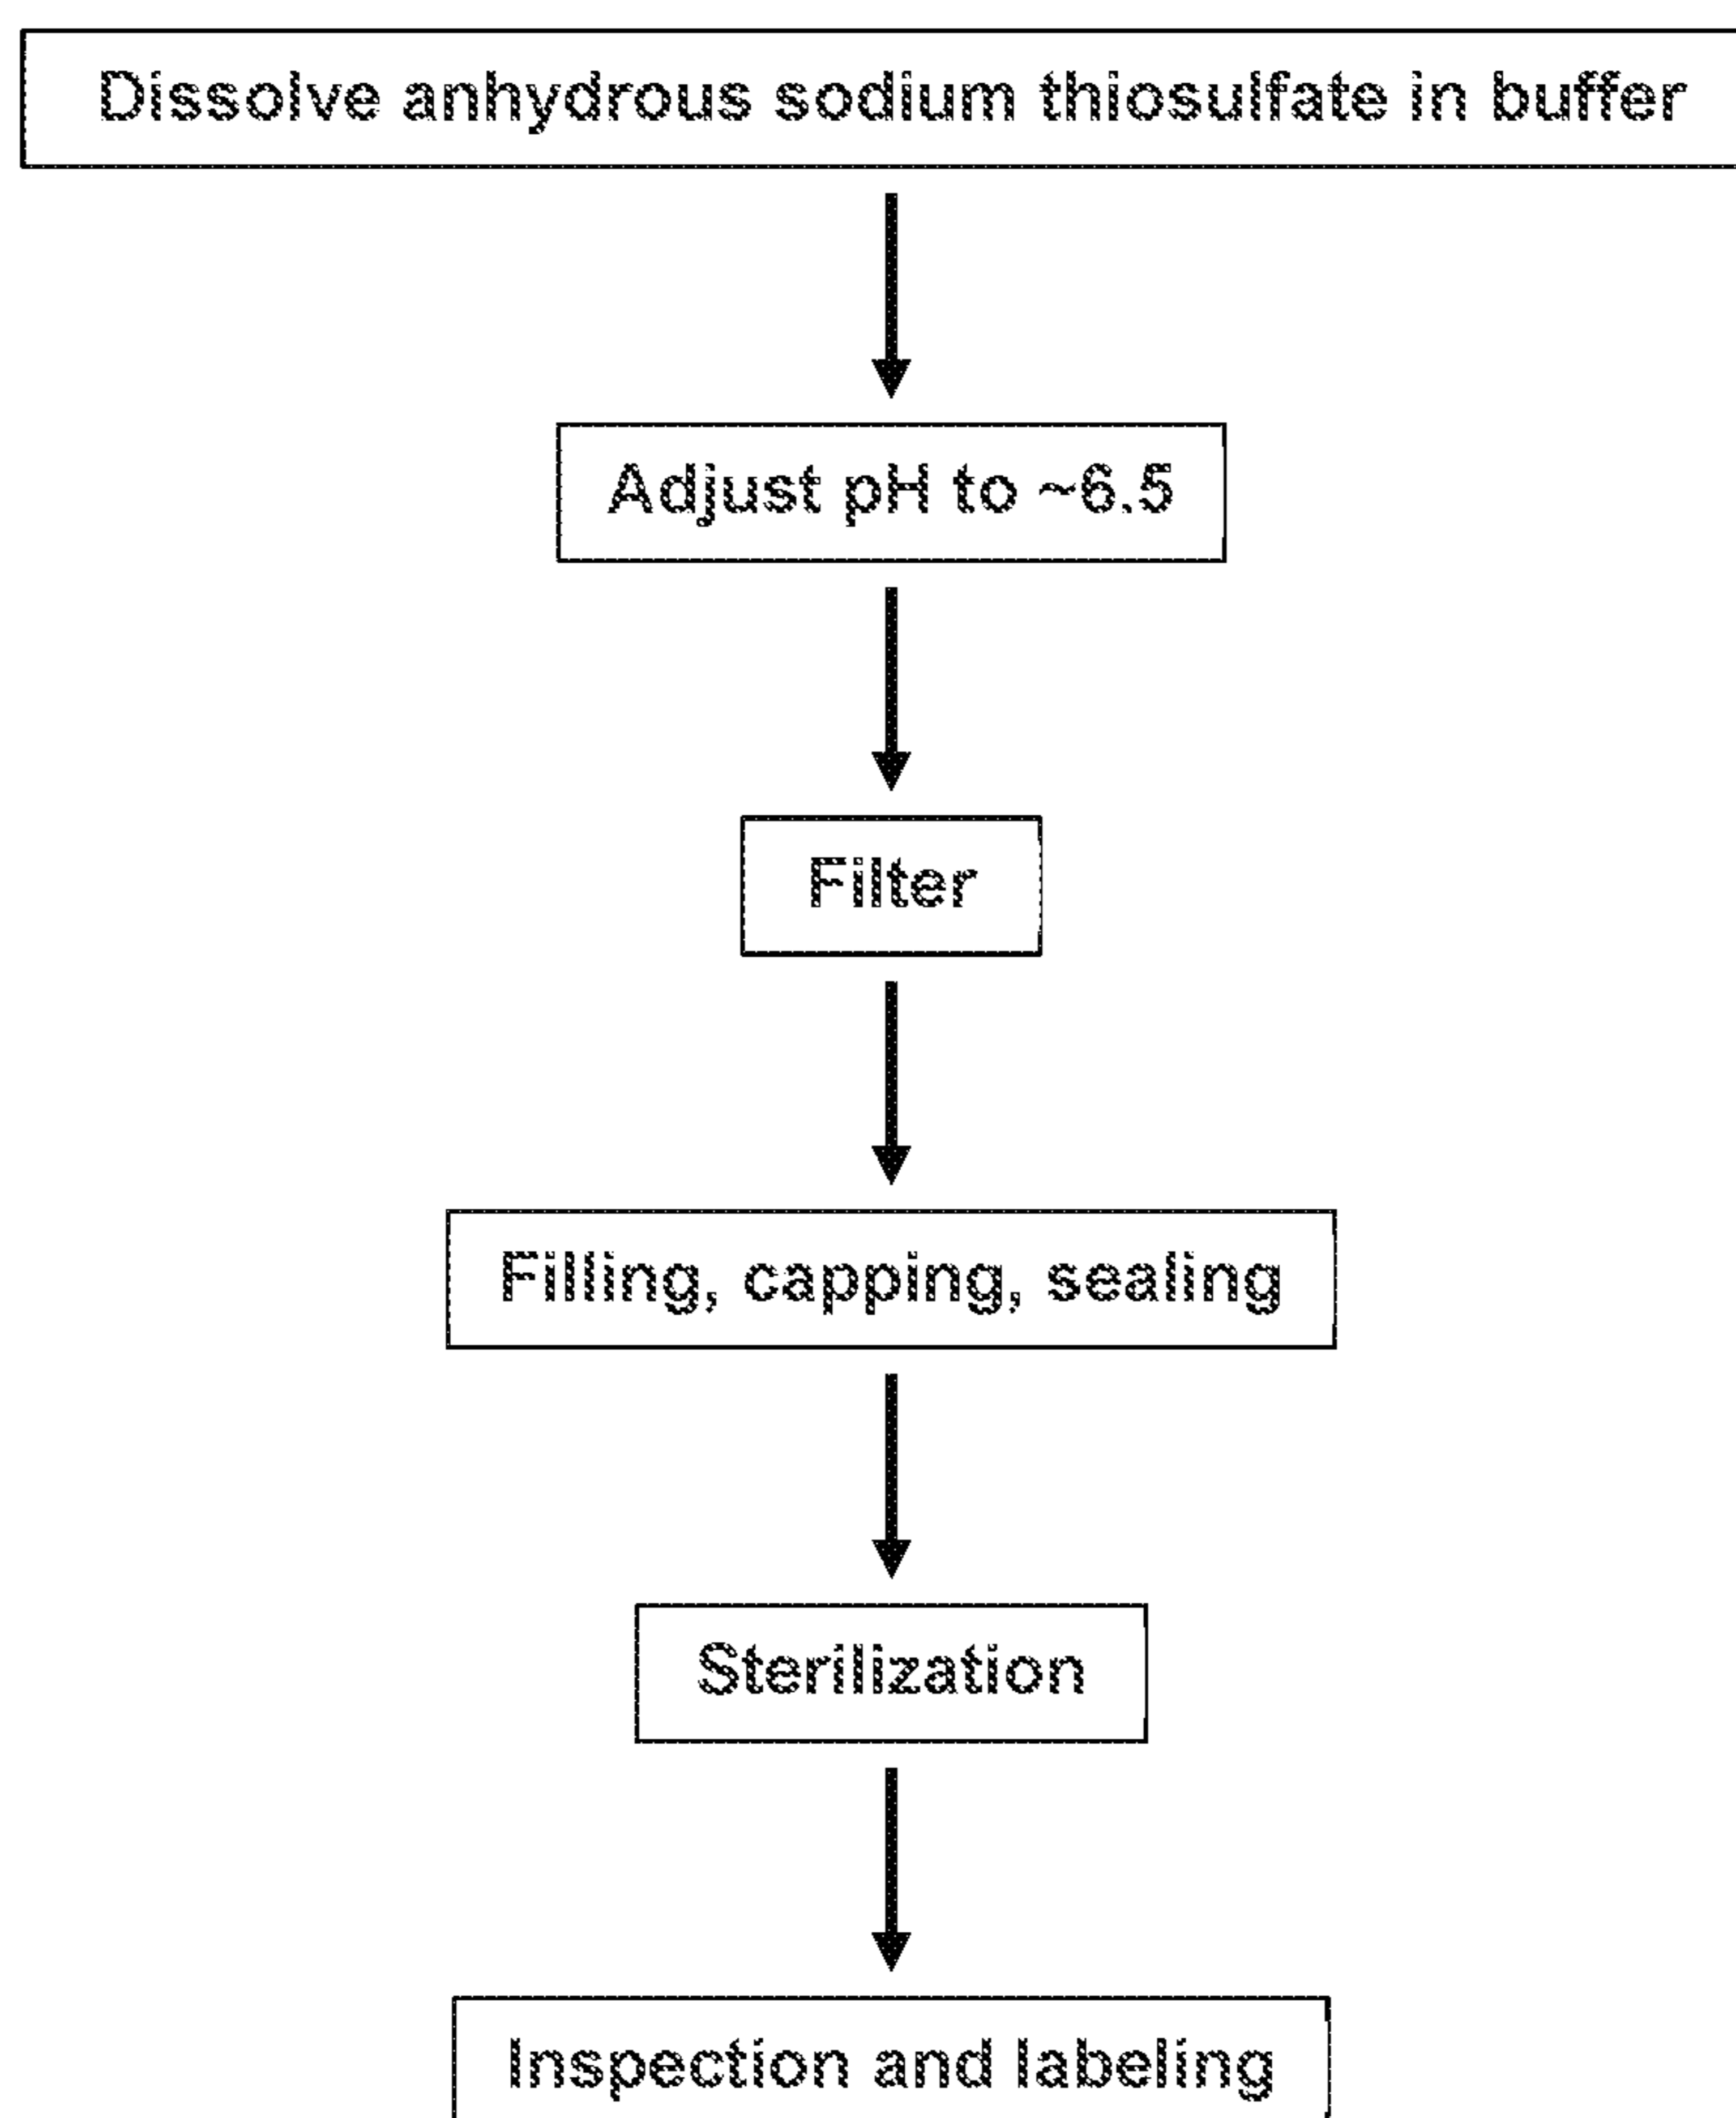 Dissolve anhydrous sodium thiosulfate in buffer
Adjust pH to ~6.5
Filter
Filling, capping, sealing
Sterilization
Inspection and labeling